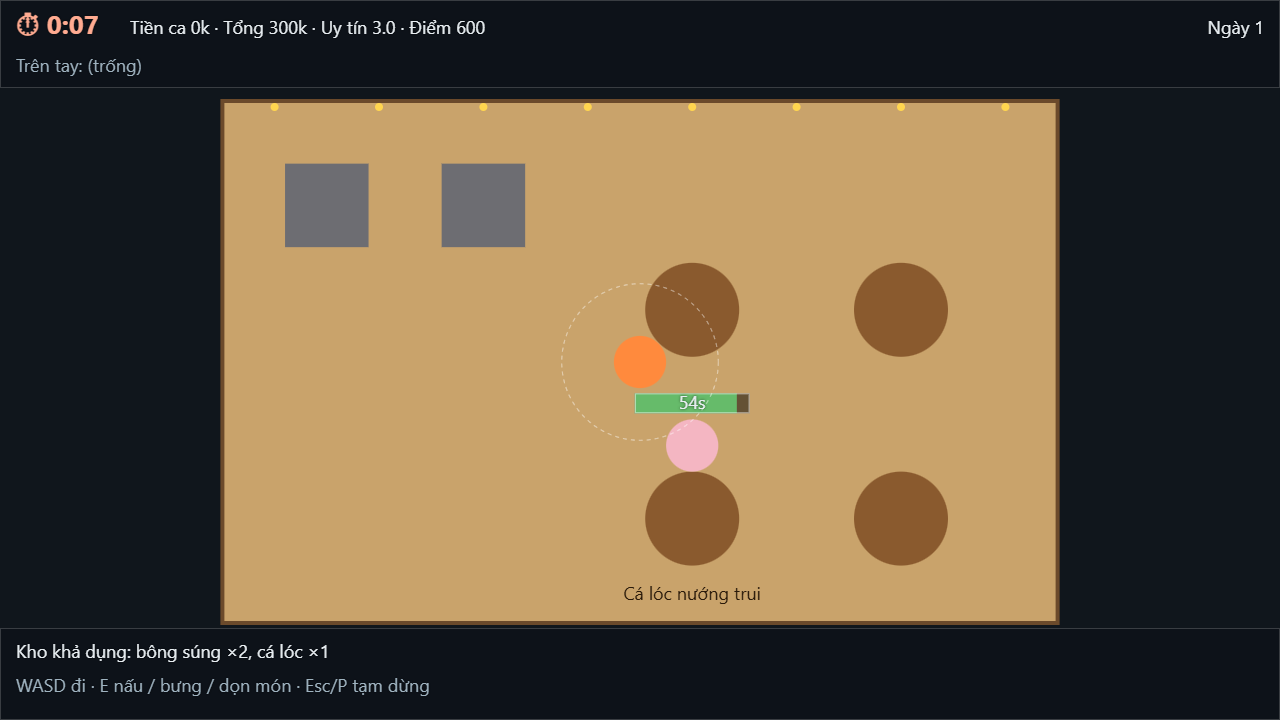 ⏱ 0:07
Tiền ca 0k · Tổng 300k · Uy tín 3.0 · Điểm 600
Ngày 1
Trên tay: (trống)
54s
Cá lóc nướng trui
Kho khả dụng: bông súng ×2, cá lóc ×1
WASD đi · E nấu / bưng / dọn món · Esc/P tạm dừng